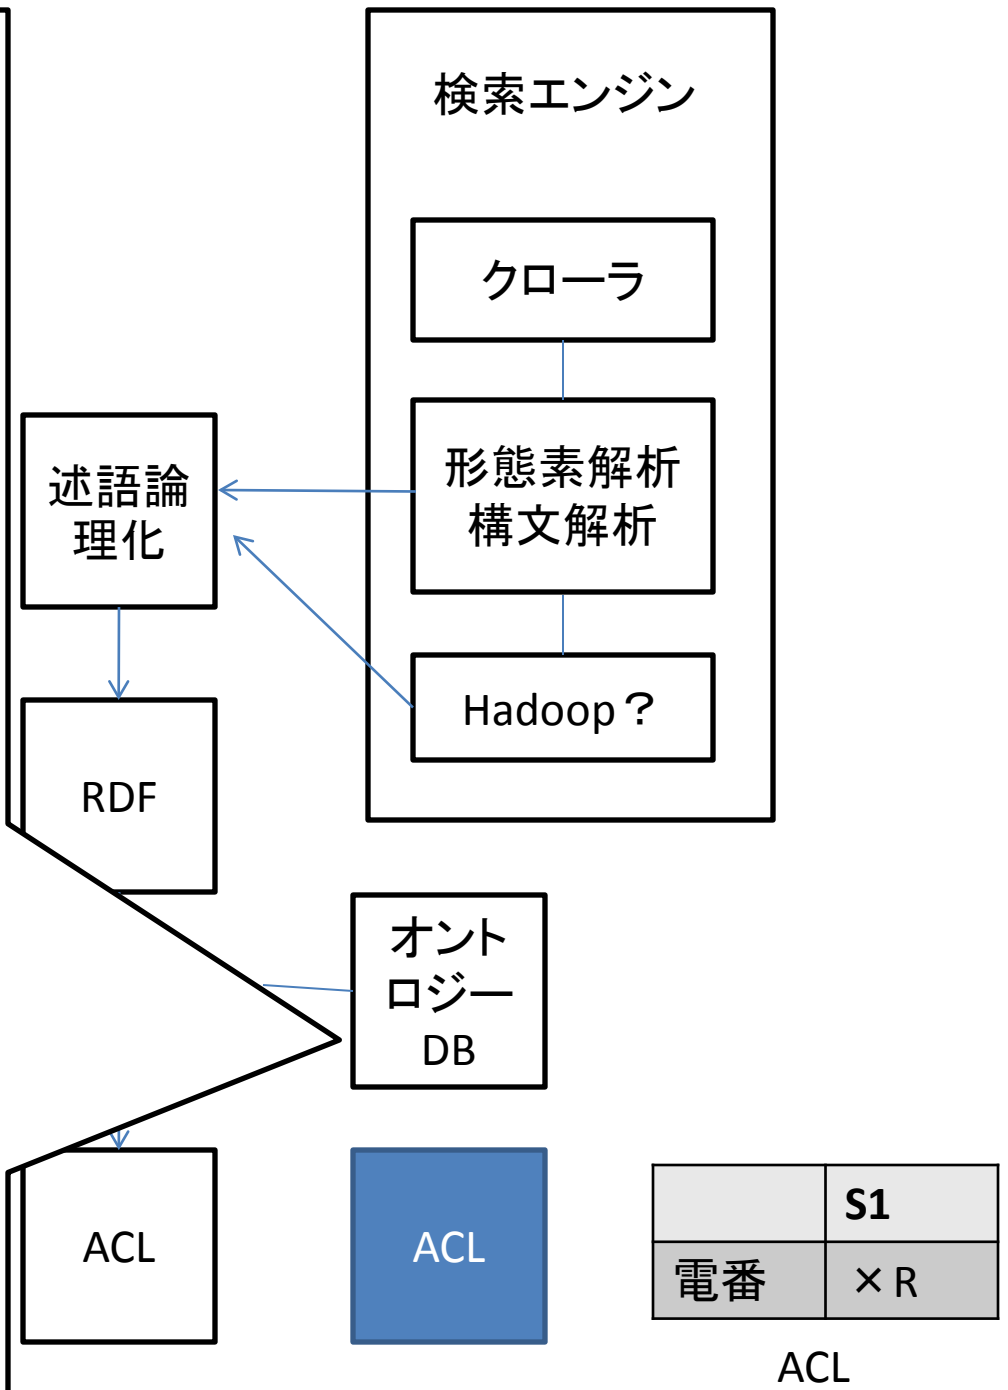 検索エンジン
クローラ
形態素解析
構文解析
Hadoop？
述語論
理化
RDF
オント
ロジー
DB
ACL
ACL
S1
電番 ×R
ACL